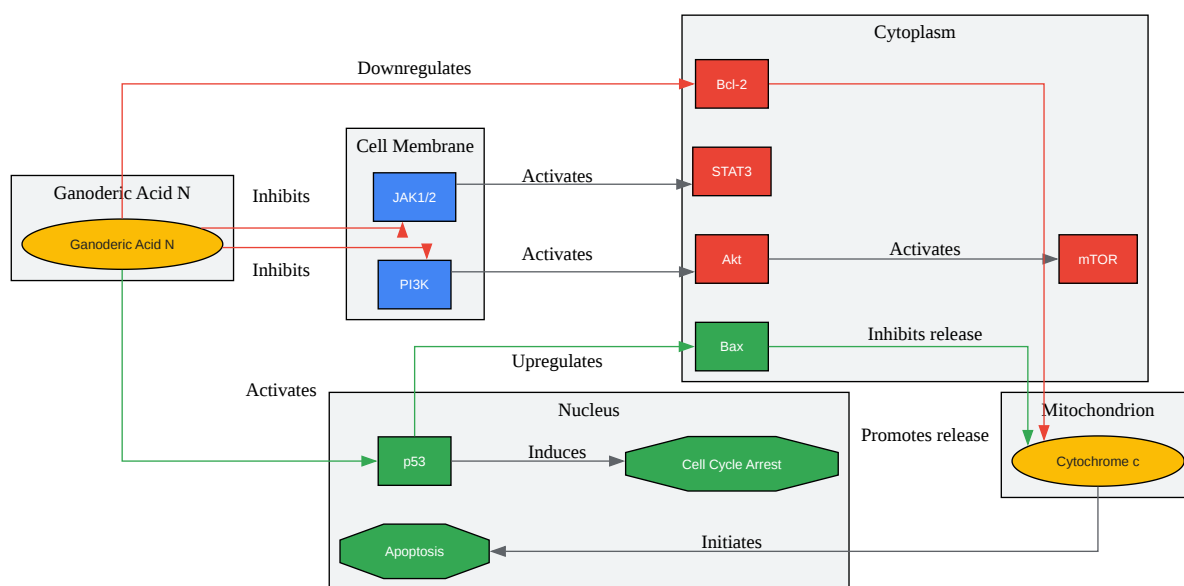 Cytoplasm
Downregulates
Bcl-2
Cell Membrane
STAT3
Activates
Ganoderic Acid N
Inhibits
JAK1/2
Ganoderic Acid N
Akt
Activates
Activates
mTOR
Inhibits
PI3K
Bax
Inhibits release
Upregulates
Activates
Nucleus
Mitochondrion
Promotes release
p53
Induces
Cell Cycle Arrest
Cytochrome c
Apoptosis
Initiates